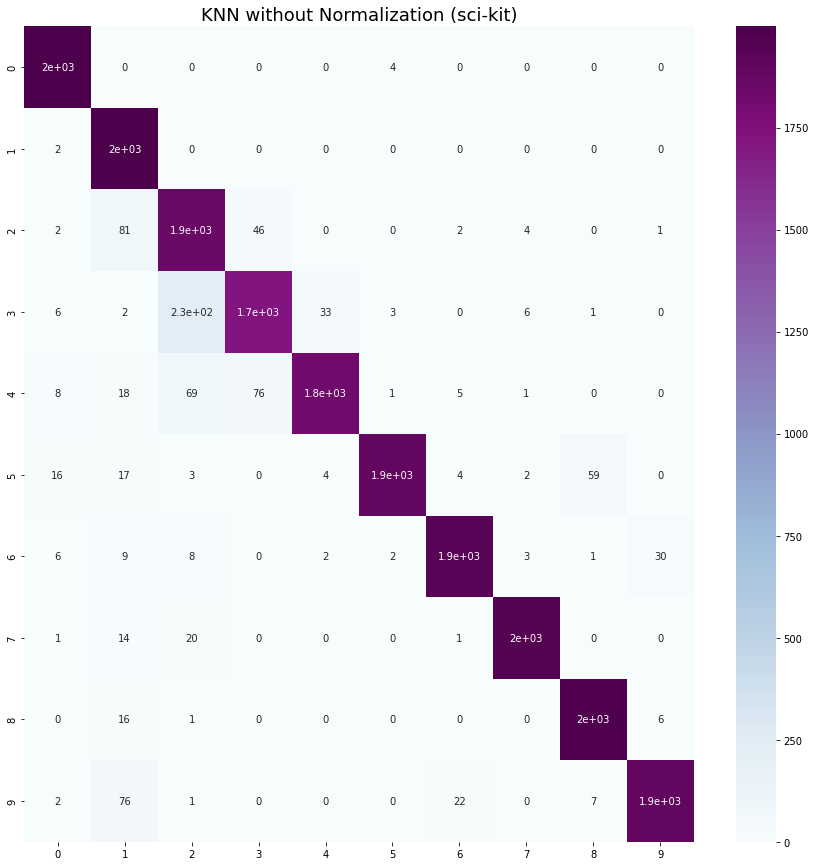 KNN without Normalization (sci-kit)
0 2e+03 0 0 0 0 4 0 0 0 0
1 2 2e+03 0 0 0 0 0 0 0 0
2 2 81 1.9e+03 46 0 0 2 4 0 1
3 6 2 2.3e+02 1.7e+03 33 3 0 6 1 0
4 8 18 69 76 1.8e+03 1 5 1 0 0
5 16 17 3 0 4 1.9e+03 4 2 59 0
6 6 9 8 0 2 2 1.9e+03 3 1 30
7 1 14 20 0 0 0 1 2e+03 0 0
8 0 16 1 0 0 0 0 0 2e+03 6
9 2 76 1 0 0 0 22 0 7 1.9e+03
0 1 2 3 4 5 6 7 8 9
1750
1500
1250
1000
750
500
250
0